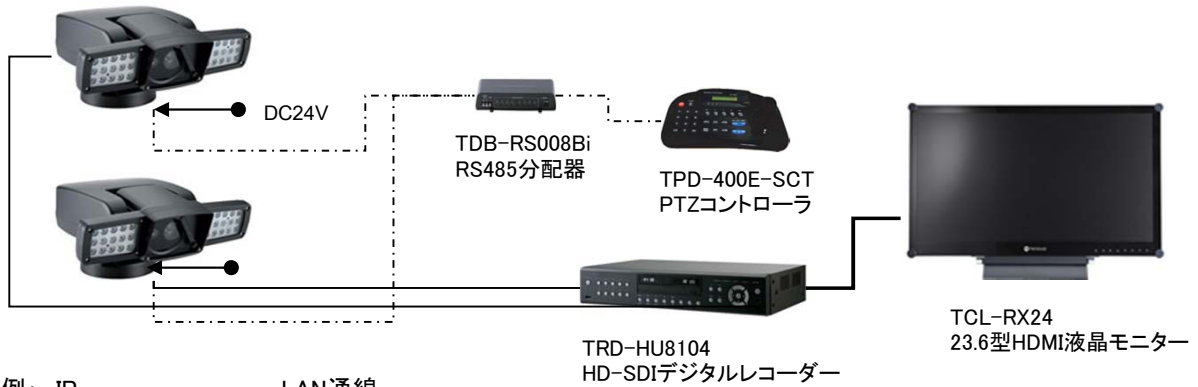 DC24V
TDB-RS008Bi
RS485分配器
TPD-400E-SCT
PTZコントローラ
TCL-RX24
23.6型HDMI液晶モニター
TRD-HU8104
HD-SDIデジタルレコーダー